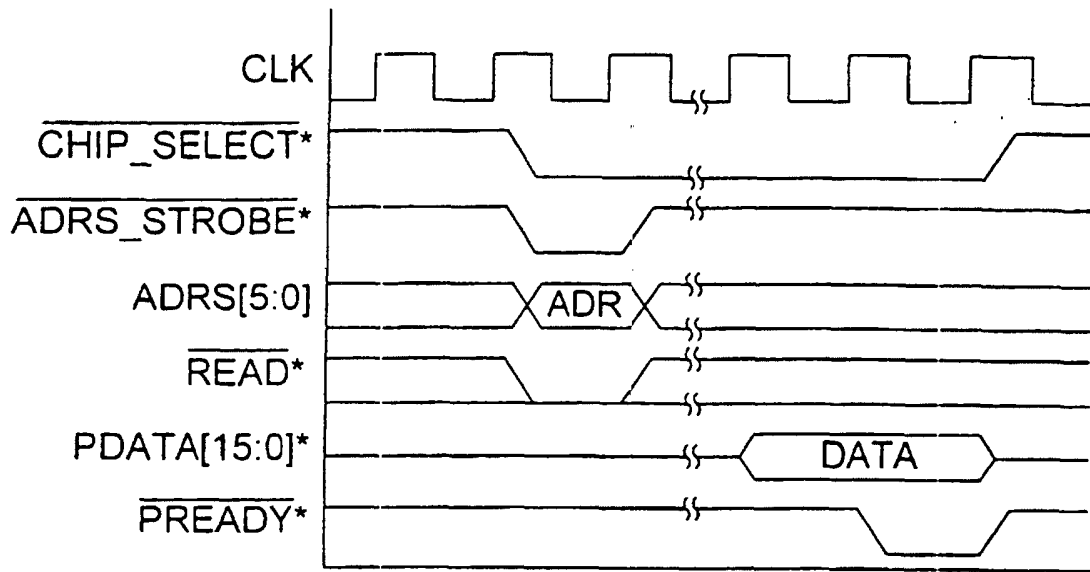 CLK
CHIP_SELECT*
ADRS_STROBE*
ADRS[5:0] ADR
READ*
PDATA[15:0]* DATA
PREADY*